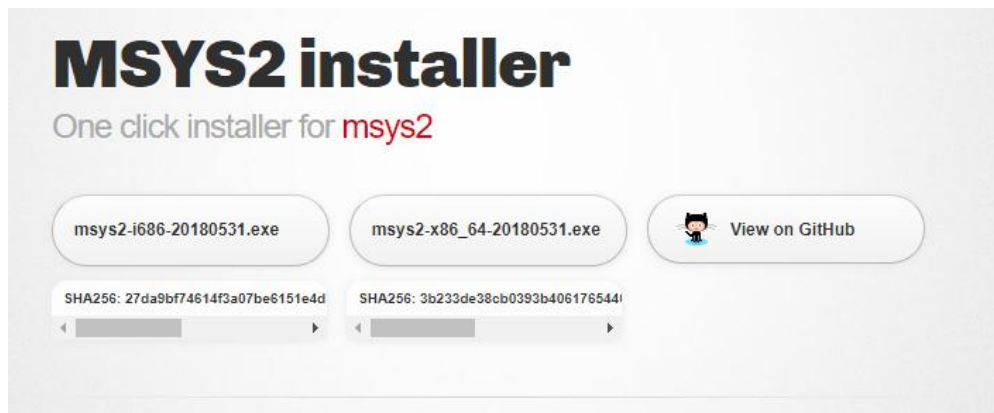 MSYS2 installer
One click installer for msys2
msys2-i686-20180531.exe
msys2-x86_64-20180531.exe
View on GitHub
SHA256: 27da9bf74614f3a07be6151e4d
SHA256: 3b233de38cb0393b4061765440